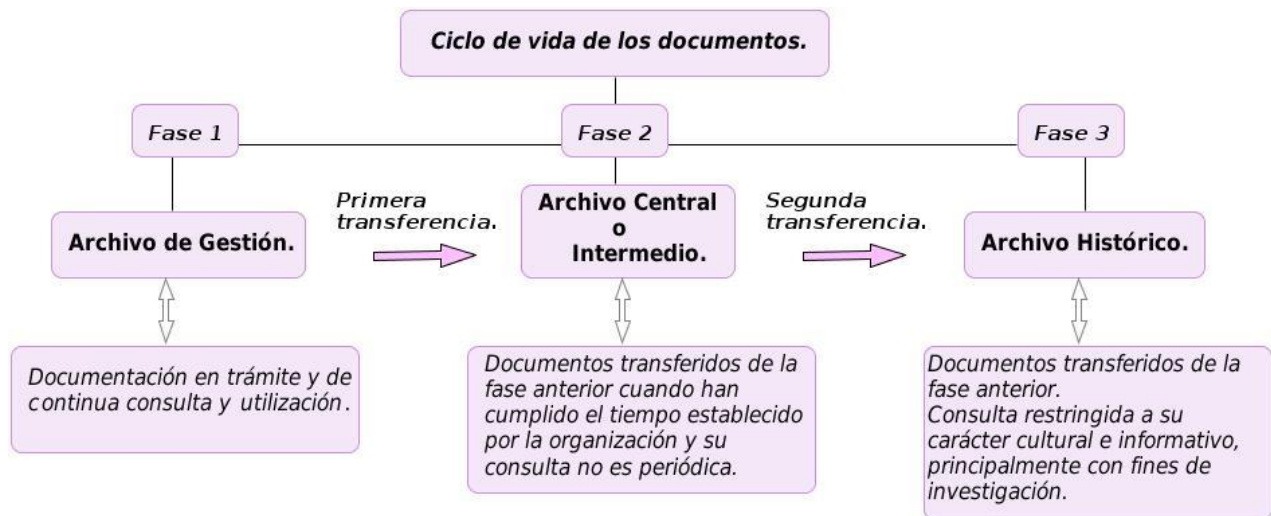 Ciclo de vida de los documentos.
Fase 1
Fase 2
Fase 3
Archivo de Gestión.
Primera
transferencia.
Archivo Central
o
Intermedio.
Segunda
transferencia.
Archivo Histórico.
Documentación en trámite y de
continua consulta y utilización.
Documentos transferidos de la
fase anterior cuando han
cumplido el tiempo establecido
por la organización y su
consulta no es periódica.
Documentos transferidos de la
fase anterior.
Consulta restringida a su
carácter cultural e informativo,
principalmente con fines de
investigación.